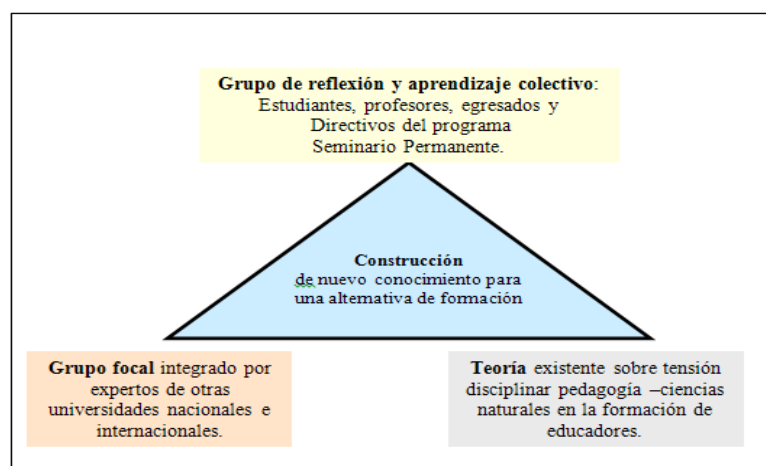 Grupo de reflexión y aprendizaje colectivo:
Estudiantes, profesores, egresados y
Directivos del programa
Seminario Permanente.
Construcción
de nuevo conocimiento para
una alternativa de formación
Grupo focal integrado por
expertos de otras
universidades nacionales e
internacionales.
Teoría existente sobre tensión
disciplinar pedagogía –ciencias
naturales en la formación de
educadores.